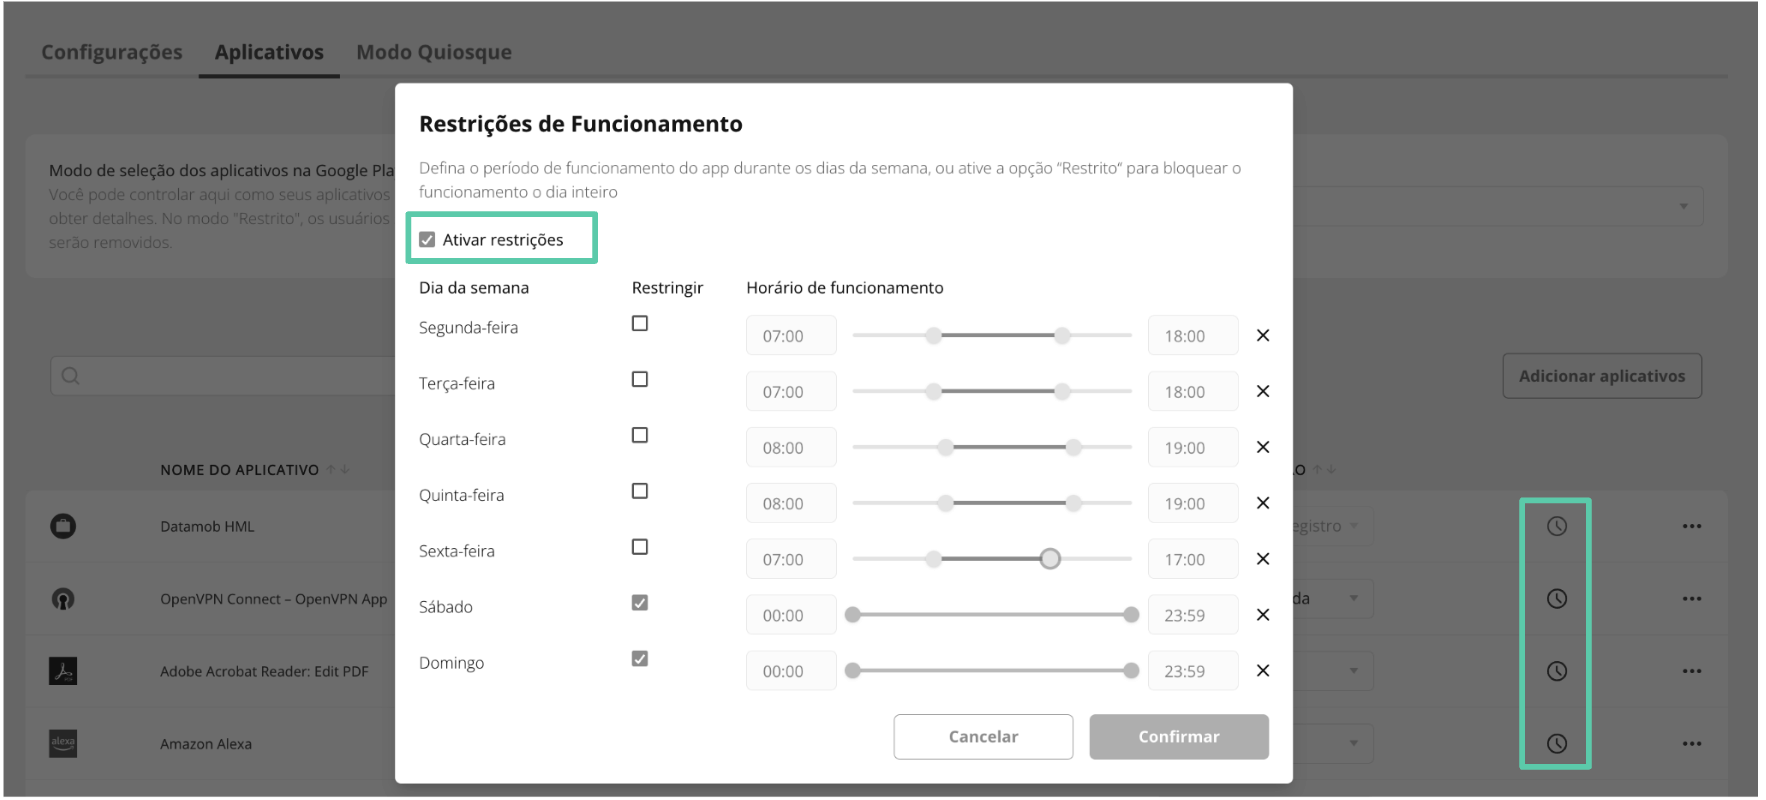 Configurações Aplicativos Modo Quiosque
Modo de seleção dos aplicativos na Google Pla
Você pode controlar aqui como seus aplicativos
obter detalhes. No modo "Restrito", os usuários
serão removidos.
Adicionar aplicativos
NOME DO APLICATIVO
Datamob HML
OpenVPN Connect – OpenVPN App
Adobe Acrobat Reader: Edit PDF
alexa
Amazon Alexa
Restrições de Funcionamento
Defina o período de funcionamento do app durante os dias da semana, ou ative a opção “Restrito” para bloquear o
funcionamento o dia inteiro
Ativar restrições
Dia da semana Restringir Horário de funcionamento
Segunda-feira 07:00 18:00
Terça-feira 07:00 18:00
Quarta-feira 08:00 19:00
Quinta-feira 08:00 19:00
Sexta-feira 07:00 17:00
Sábado 00:00 23:59
Domingo 00:00 23:59
Cancelar Confirmar
ÃO
egistro
da